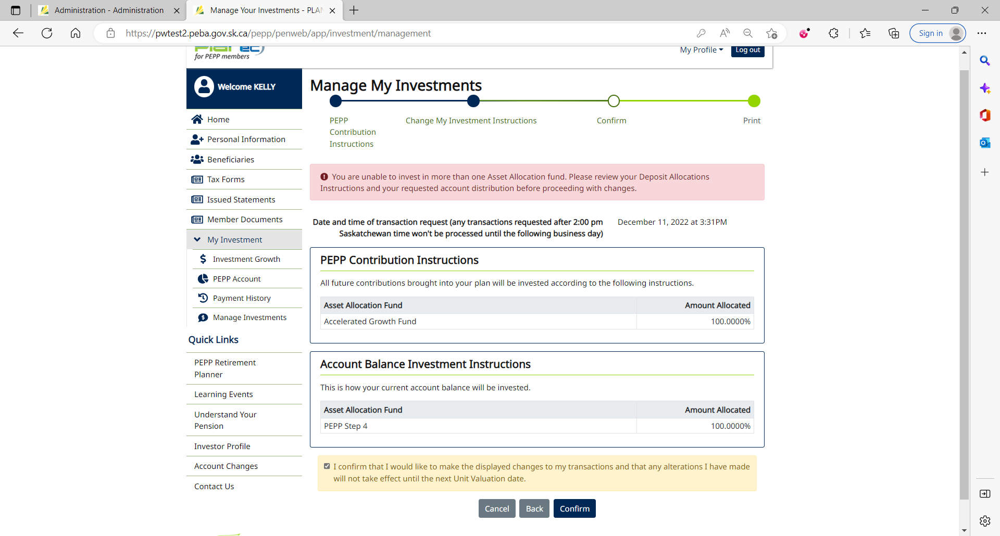 Administration - Administration
Manage Your Investments - PLAN
https://pwtest2.peba.gov.sk.ca/pepp/penweb/app/investment/management
Sign in
for PEPP members
My Profile
Log out
Welcome KELLY
Manage My Investments
PEPP Contribution Instructions
Change My Investment Instructions
Confirm
Print
Home
Personal Information
Beneficiaries
Tax Forms
Issued Statements
Member Documents
My Investment
Investment Growth
PEPP Account
Payment History
Manage Investments
Quick Links
PEPP Retirement
Planner
Learning Events
Understand Your
Pension
Investor Profile
Account Changes
Contact Us
You are unable to invest in more than one Asset Allocation fund. Please review your Deposit Allocations
Instructions and your requested account distribution before proceeding with changes.
Date and time of transaction request (any transactions requested after 2:00 pm
Saskatchewan time won't be processed until the following business day)
December 11, 2022 at 3:31PM
PEPP Contribution Instructions
All future contributions brought into your plan will be invested according to the following instructions.
Asset Allocation Fund Amount Allocated
Accelerated Growth Fund 100.0000%
Account Balance Investment Instructions
This is how your current account balance will be invested.
Asset Allocation Fund Amount Allocated
PEPP Step 4 100.0000%
I confirm that I would like to make the displayed changes to my transactions and that any alterations I have made
will not take effect until the next Unit Valuation date.
Cancel
Back
Confirm